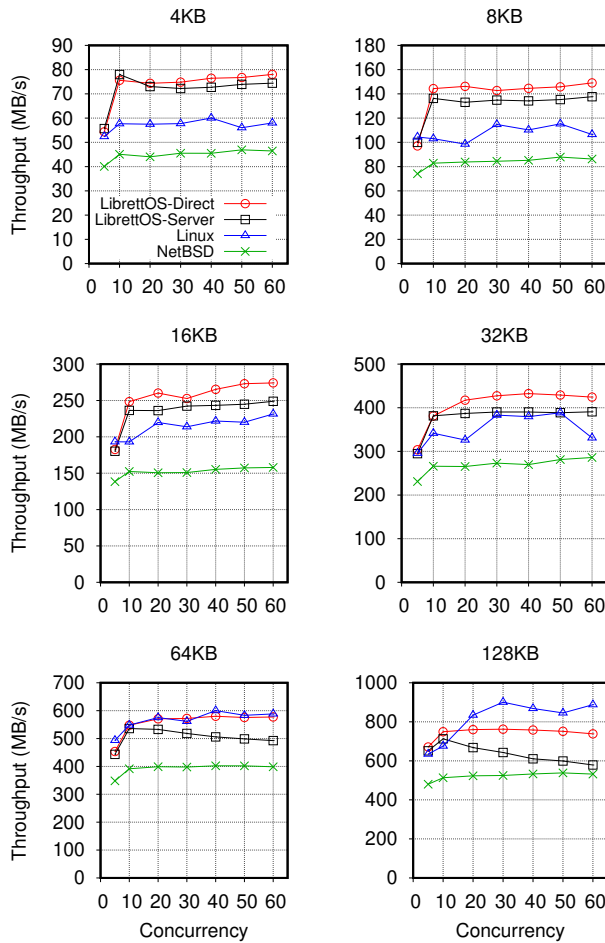 4KB
Throughput (MB/s)
90
80
70
60
50
40
30
20
10
0
LibrettOS-Direct
LibrettOS-Server
Linux
NetBSD
0 10 20 30 40 50 60
8KB
180
160
140
120
100
80
60
40
20
0
0 10 20 30 40 50 60
16KB
Throughput (MB/s)
300
250
200
150
100
50
0
0 10 20 30 40 50 60
32KB
500
400
300
200
100
0
0 10 20 30 40 50 60
64KB
Throughput (MB/s)
700
600
500
400
300
200
100
0
0 10 20 30 40 50 60
Concurrency
128KB
1000
800
600
400
200
0
0 10 20 30 40 50 60
Concurrency